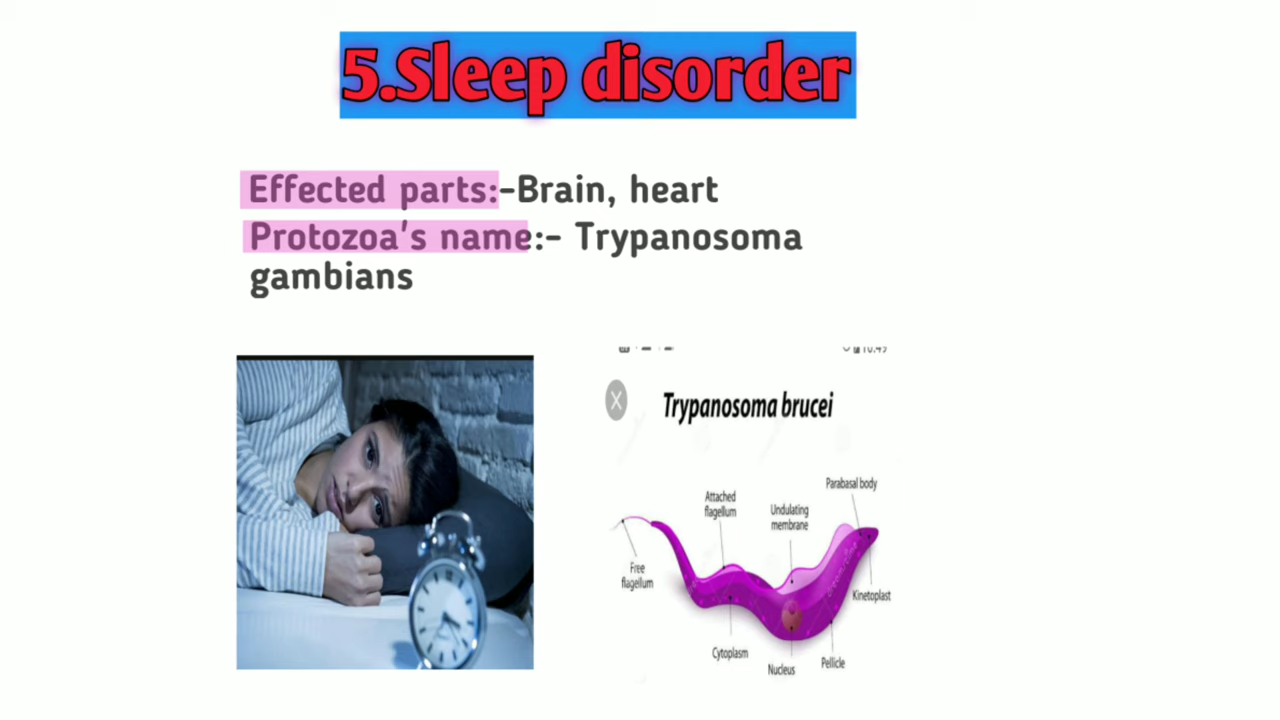 5.Sleep disorder
Effected parts:-Brain, heart
Protozoa's name:- Trypanosoma
gambians
X
Trypanosoma brucei
Parabasal body
Attached
flagellum
Undulating
membrane
Free
flagellum
Kinetoplast
Cytoplasm
Nucleus
Pellicle